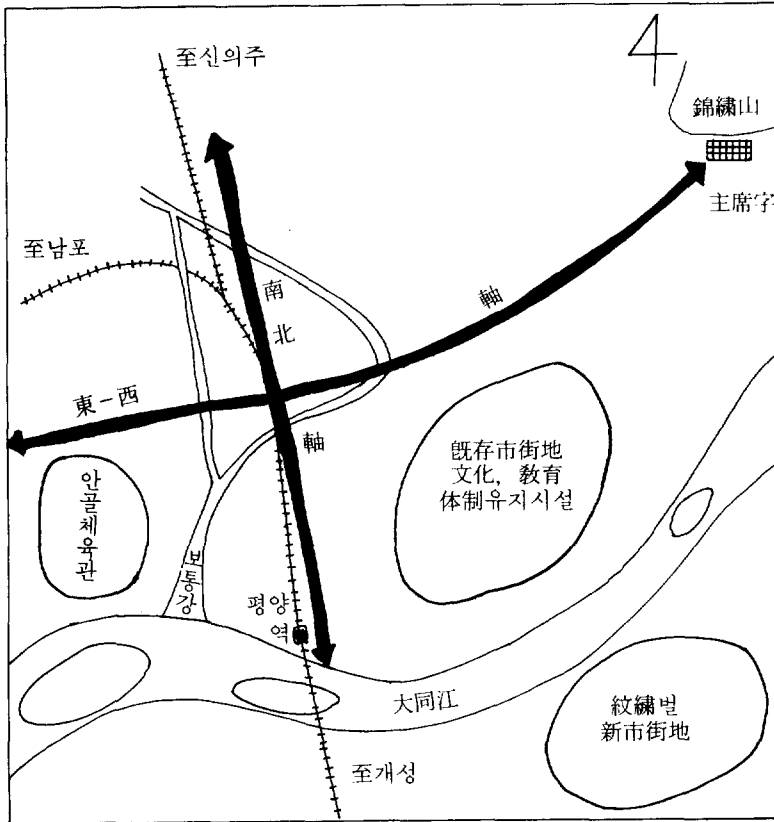 至신의주
4
錦繡山
主席宮
至남포
南
北
軸
軸
東－西
既存市街地
文化, 敎育
体制유지시설
안골체육관
보통강
평양
역
大同江
紋繡벌
新市街地
至개성